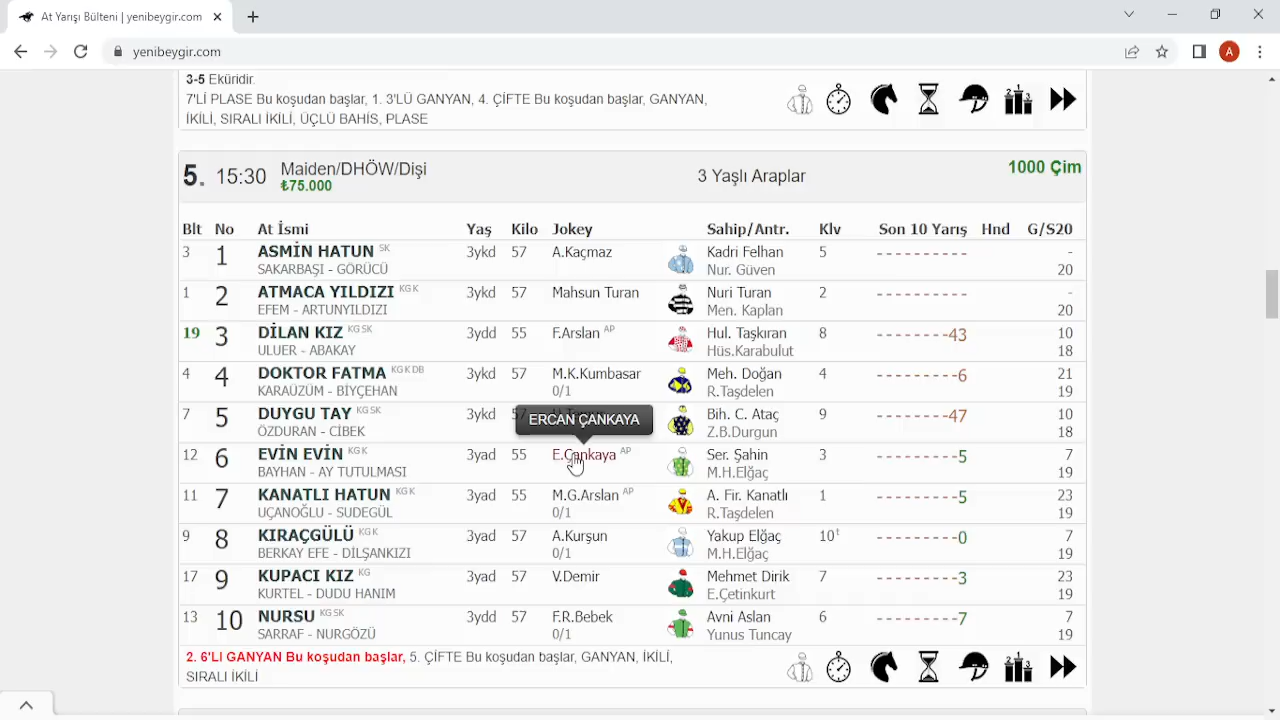 At Yarışı Bülteni | yenibeygir.com
yenibeygir.com
A
3-5 Eküridir.
7'Lİ PLASE Bu koşudan başlar, 1. 3'LÜ GANYAN, 4. ÇİFTE Bu koşudan başlar, GANYAN,
İKİLİ, SIRALI İKİLİ, ÜÇLÜ BAHİS, PLASE
5. 15:30 Maiden/DHÖW/Dişi 3 Yaşlı Araplar 1000 Çim
₺75.000
Blt No At İsmi Yaş Kilo Jokey Sahip/Antr. Klv Son 10 Yarış Hnd G/S20
3 1 ASMİN HATUN SK 3ykd 57 A.Kaçmaz Kadri Felhan 5 ---------- -
SAKARBAŞI - GÖRÜCÜ Nur. Güven 20
1 2 ATMACA YILDIZI KG K 3ykd 57 Mahsun Turan Nuri Turan 2 ---------- -
EFEM - ARTUNYILDIZI Men. Kaplan 20
19 3 DİLAN KIZ KG SK 3ydd 55 F.Arslan AP Hul. Taşkıran 8 --------43 10
ULUER - ABAKAY Hüs.Karabulut 18
4 4 DOKTOR FATMA KG K DB 3ykd 57 M.K.Kumbasar Meh. Doğan 4 ---------6 21
KARAÜZÜM - BİYÇEHAN 0/1 R.Taşdelen 19
7 5 DUYGU TAY KG SK 3ykd Bih. C. Ataç 9 --------47 10
ÖZDURAN - CİBEK Z.B.Durgun 18
ERCAN ÇANKAYA
12 6 EVİN EVİN KG K 3yad 55 E.Çankaya AP Ser. Şahin 3 ---------5 7
BAYHAN - AY TUTULMASI M.H.Elğaç 19
11 7 KANATLI HATUN KG K 3yad 55 M.G.Arslan AP A. Fir. Kanatlı 1 ---------5 23
UÇANOĞLU - SUDEGÜL 0/1 R.Taşdelen 19
9 8 KIRAÇGÜLÜ KG K 3yad 57 A.Kurşun Yakup Elğaç 10t ---------0 7
BERKAY EFE - DİLŞANKIZI 0/1 M.H.Elğaç 19
17 9 KUPACI KIZ KG 3yad 57 V.Demir Mehmet Dirik 7 ---------3 23
KURTEL - DUDU HANIM E.Çetinkurt 19
13 10 NURSU KG SK 3ydd 57 F.R.Bebek Avni Aslan 6 ---------7 7
SARRAF - NURGÖZÜ 0/1 Yunus Tuncay 19
2. 6'LI GANYAN Bu koşudan başlar, 5. ÇİFTE Bu koşudan başlar, GANYAN, İKİLİ,
SIRALI İKİLİ